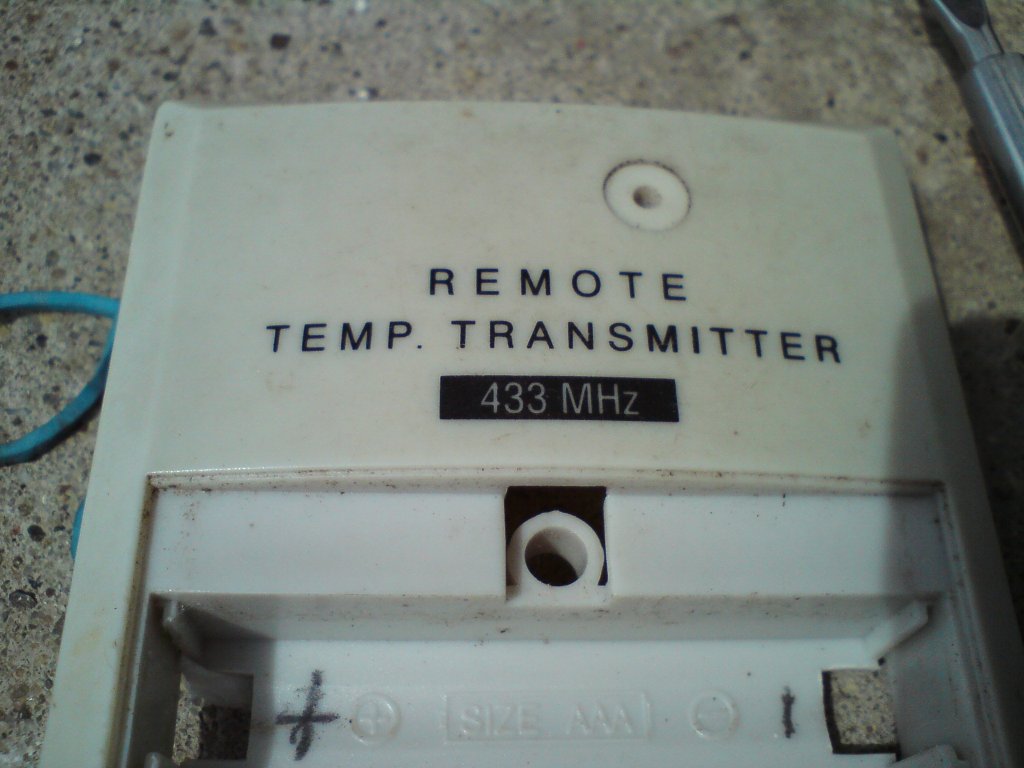 REMOTE
TEMP. TRANSMITTER
433 MHz
+ + SIZE AAA - -